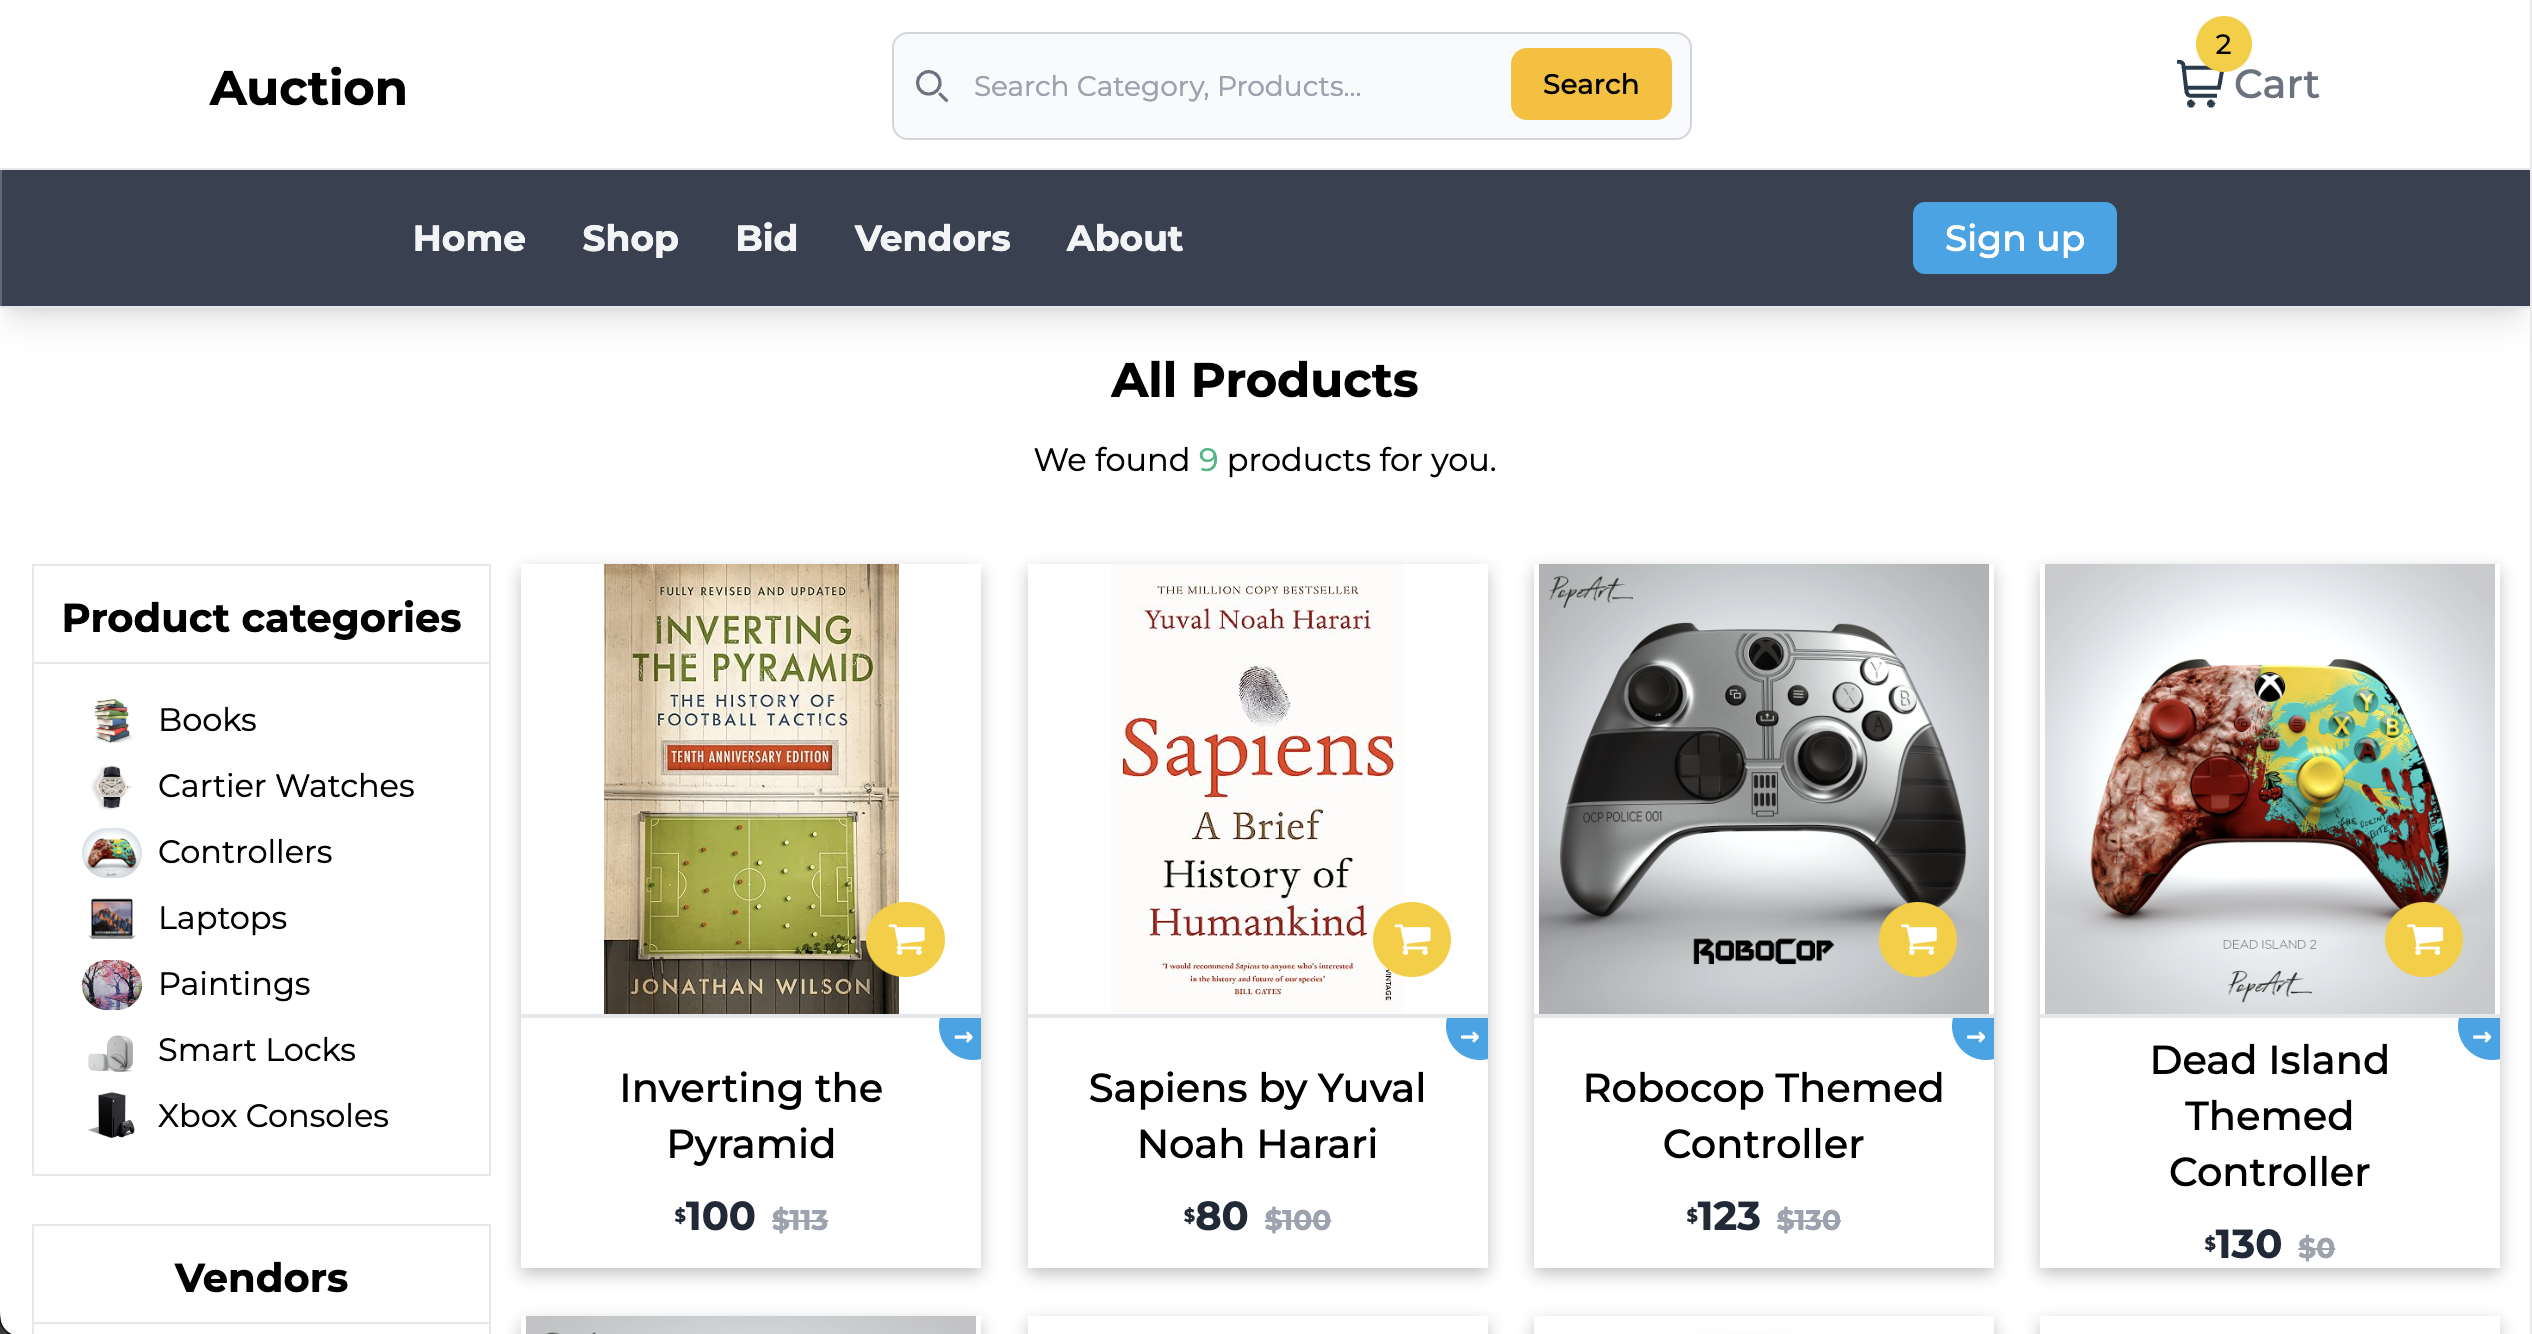 Auction
Search Category, Products...
Search
2
Cart
Home
Shop
Bid
Vendors
About
Sign up
All Products
We found 9 products for you.
Product categories
Books
Cartier Watches
Controllers
Laptops
Paintings
Smart Locks
Xbox Consoles
Vendors
FULLY REVISED AND UPDATED
INVERTING
THE PYRAMID
THE HISTORY OF
FOOTBALL TACTICS
TENTH ANNIVERSARY EDITION
JONATHAN WILSON
→
Inverting the
Pyramid
$100 $113
THE MILLION COPY BESTSELLER
Yuval Noah Harari
Sapiens
A Brief
History of
Humankind
'I would recommend Sapiens to anyone who's interested
in the history and future of our species'
BILL GATES
VINTAGE
→
Sapiens by Yuval
Noah Harari
$80 $100
PopeArt
Y
X
B
A
OCP POLICE 001
ROBOCOP
→
Robocop Themed
Controller
$123 $130
Y
X
B
A
DEAD ISLAND 2
PopeArt
→
Dead Island
Themed
Controller
$130 $0